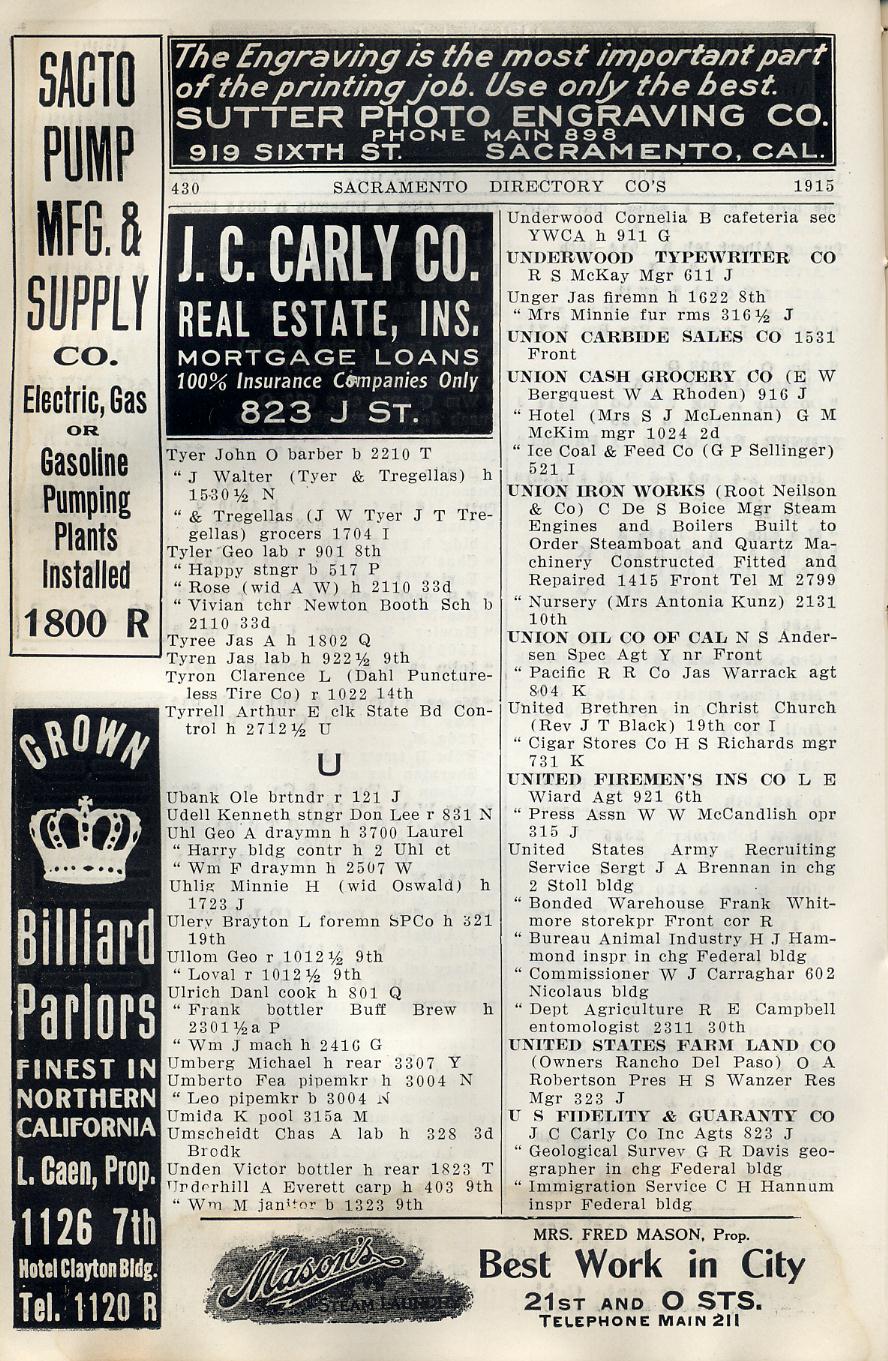 SACTO
PUMP
MFG. &
SUPPLY
CO.
Electric, Gas
OR
Gasoline
Pumping
Plants
Installed
1800 R
CROWN
Billiard
Parlors
FINEST IN
NORTHERN
CALIFORNIA
L. Caen, Prop.
1126 7th
Hotel Clayton Bldg.
Tel. 1120 R
The Engraving is the most important part
of the printing job. Use only the best.
SUTTER PHOTO ENGRAVING CO.
PHONE MAIN 898
919 SIXTH ST. SACRAMENTO, CAL.
430 SACRAMENTO DIRECTORY CO'S 1915
J. C. CARLY CO.
REAL ESTATE, INS.
MORTGAGE LOANS
100% Insurance Companies Only
823 J ST.
Tyer John O barber b 2210 T
" J Walter (Tyer & Tregellas) h
1530½ N
" & Tregellas (J W Tyer J T Tre-
gellas) grocers 1704 I
Tyler Geo lab r 901 8th
" Happy stngr b 517 P
" Rose (wid A W) h 2110 33d
" Vivian tchr Newton Booth Sch b
2110 33d
Tyree Jas A h 1802 Q
Tyren Jas lab h 922½ 9th
Tyron Clarence L (Dahl Puncture-
less Tire Co) r 1022 14th
Tyrrell Arthur E clk State Bd Con-
trol h 2712½ U
U
Ubank Ole brtndr r 121 J
Udell Kenneth stngr Don Lee r 831 N
Uhl Geo A draymn h 3700 Laurel
" Harry bldg contr h 2 Uhl ct
" Wm F draymn h 2507 W
Uhlig Minnie H (wid Oswald) h
1723 J
Ulery Brayton L foremn SPCo h 321
19th
Ullom Geo r 1012½ 9th
" Loval r 1012½ 9th
Ulrich Danl cook h 801 Q
" Frank bottler Buff Brew h
2301½a P
" Wm J mach h 2416 G
Umberg Michael h rear 3307 Y
Umberto Fea pipemkr h 3004 N
" Leo pipemkr b 3004 N
Umida K pool 315a M
Umscheidt Chas A lab h 328 3d
Brodk
Unden Victor bottler h rear 1823 T
Underhill A Everett carp h 403 9th
" Wm M janitor b 1323 9th
Underwood Cornelia B cafeteria sec
YWCA h 911 G
UNDERWOOD TYPEWRITER CO
R S McKay Mgr 611 J
Unger Jas firemn h 1622 8th
" Mrs Minnie fur rms 316½ J
UNION CARBIDE SALES CO 1531
Front
UNION CASH GROCERY CO (E W
Bergquest W A Rhoden) 916 J
" Hotel (Mrs S J McLennan) G M
McKim mgr 1024 2d
" Ice Coal & Feed Co (G P Sellinger)
521 I
UNION IRON WORKS (Root Neilson
& Co) C De S Boice Mgr Steam
Engines and Boilers Built to
Order Steamboat and Quartz Ma-
chinery Constructed Fitted and
Repaired 1415 Front Tel M 2799
" Nursery (Mrs Antonia Kunz) 2131
10th
UNION OIL CO OF CAL N S Ander-
sen Spec Agt Y nr Front
" Pacific R R Co Jas Warrack agt
804 K
United Brethren in Christ Church
(Rev J T Black) 19th cor I
" Cigar Stores Co H S Richards mgr
731 K
UNITED FIREMEN'S INS CO L E
Wiard Agt 921 6th
" Press Assn W W McCandlish opr
315 J
United States Army Recruiting
Service Sergt J A Brennan in chg
2 Stoll bldg
" Bonded Warehouse Frank Whit-
more storekpr Front cor R
" Bureau Animal Industry H J Ham-
mond inspr in chg Federal bldg
" Commissioner W J Carraghar 602
Nicolaus bldg
" Dept Agriculture R E Campbell
entomologist 2311 30th
UNITED STATES FARM LAND CO
(Owners Rancho Del Paso) O A
Robertson Pres H S Wanzer Res
Mgr 323 J
U S FIDELITY & GUARANTY CO
J C Carly Co Inc Agts 823 J
" Geological Survey G R Davis geo-
grapher in chg Federal bldg
" Immigration Service C H Hannum
inspr Federal bldg
Mason's
STEAM LAUNDRY
MRS. FRED MASON, Prop.
Best Work in City
21ST AND O STS.
TELEPHONE MAIN 211